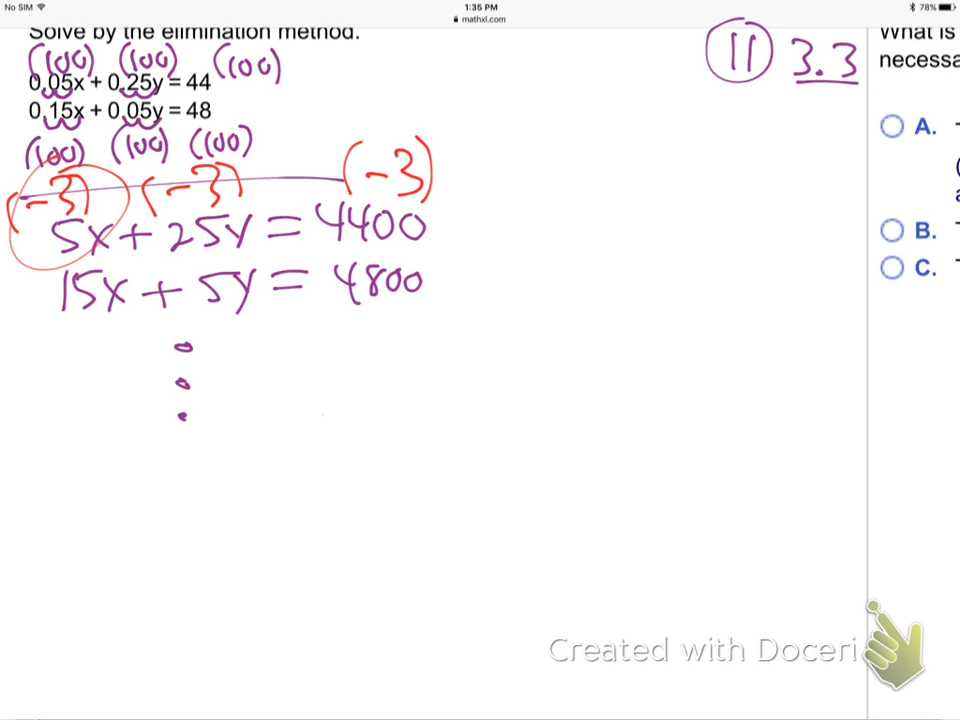 No SIM 1:35 PM 78%
mathxl.com
Solve by the elimination method.
(100) (100) (100)
0.05x + 0.25y = 44
0.15x + 0.05y = 48
(100) (100) (100)
(-3) (-3) (-3)
5x + 25y = 4400
15x + 5y = 4800
11 3.3
What is
necessa
A.
B.
C.
Created with Doceri